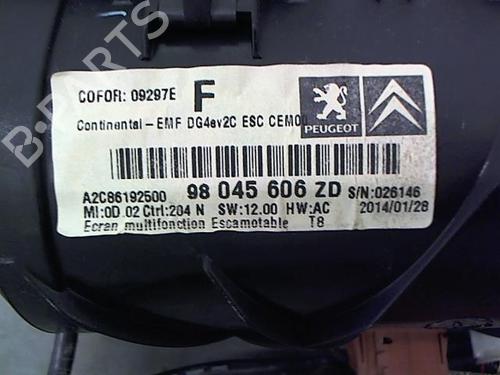 B-PARTS
COFOR: 09297E F
PEUGEOT
Continental - EMF DG4ev2C ESC CEM00
A2C86192500 98 045 606 ZD S/N:026146
MI:0D.02 Ctrl:204 N SW:12.00 HW:AC 2014/01/28
Ecran multifonction Escamotable T8